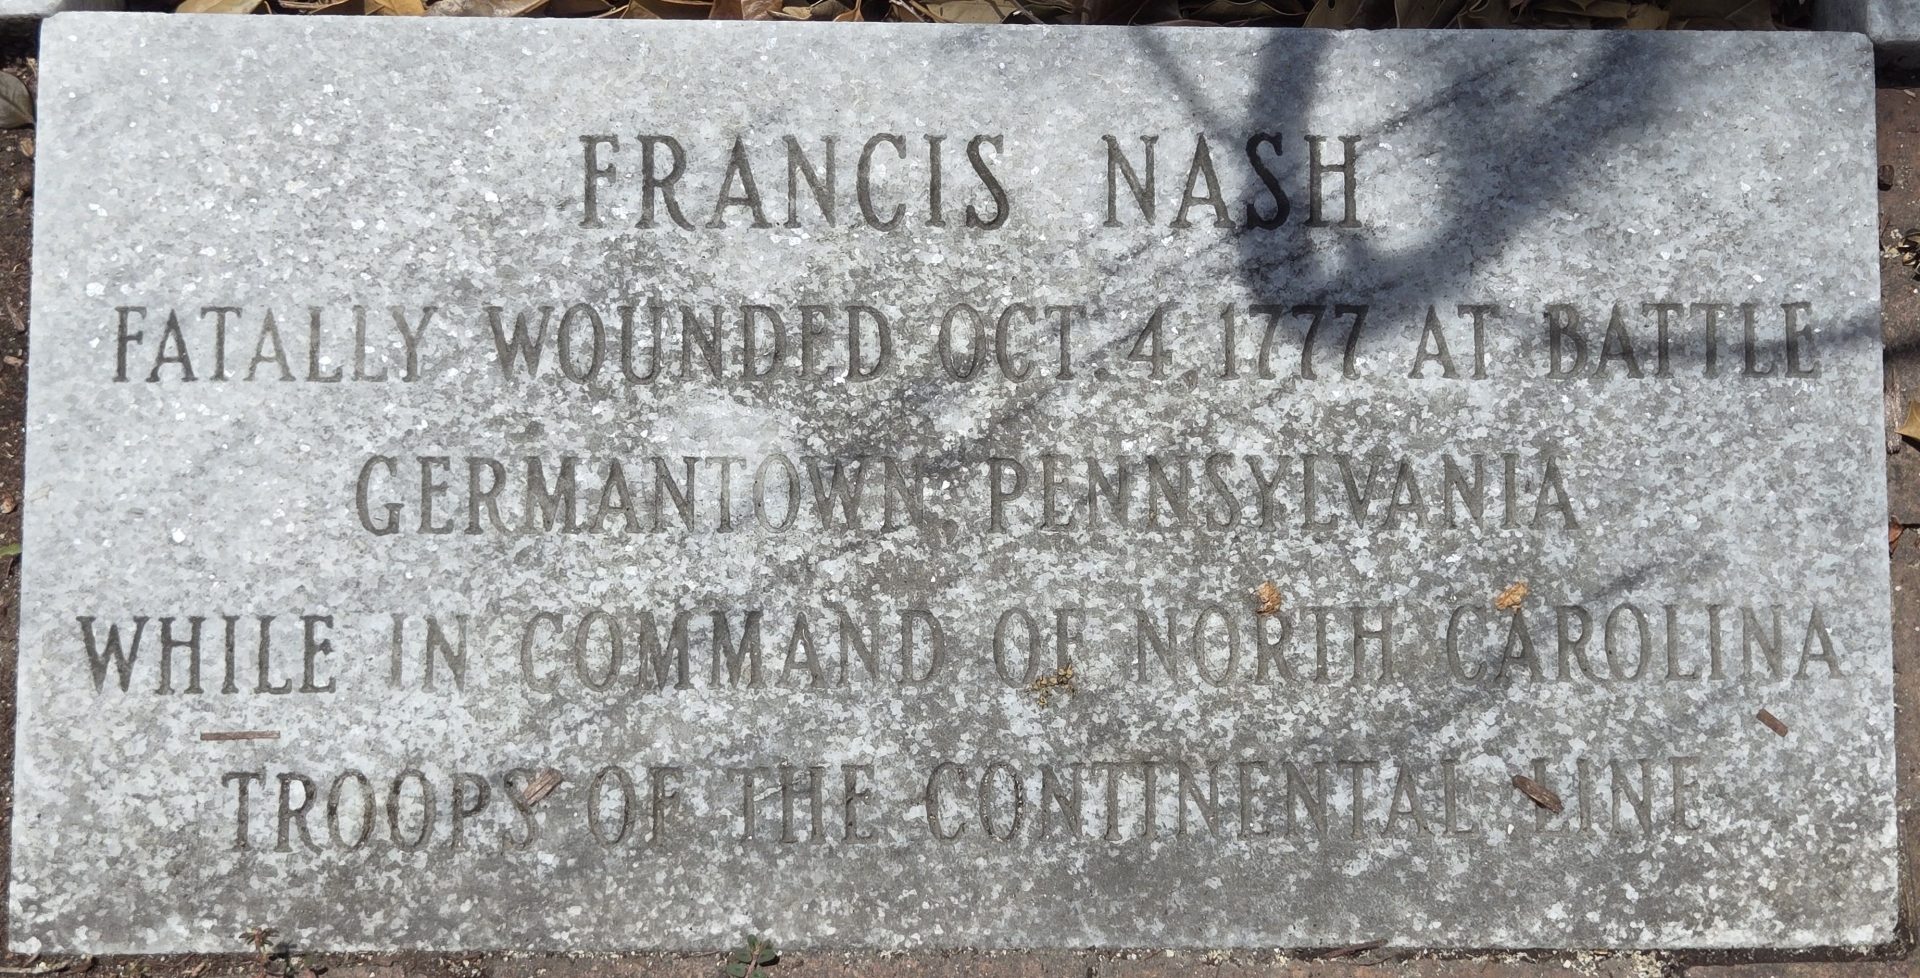 FRANCIS NASH
FATALLY WOUNDED OCT. 4, 1777 AT BATTLE
GERMANTOWN PENNSYLVANIA
WHILE IN COMMAND OF NORTH CAROLINA
TROOPS OF THE CONTINENTAL LINE